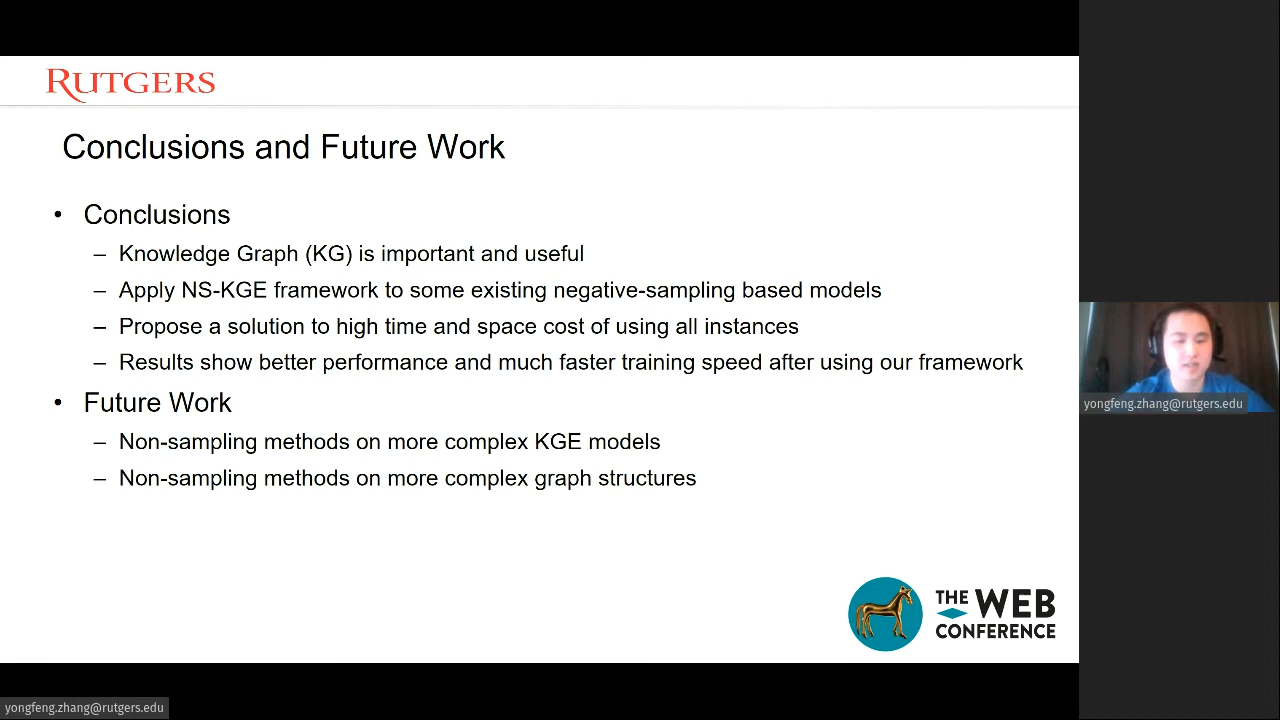 RUTGERS
Conclusions and Future Work
• Conclusions
– Knowledge Graph (KG) is important and useful
– Apply NS-KGE framework to some existing negative-sampling based models
– Propose a solution to high time and space cost of using all instances
– Results show better performance and much faster training speed after using our framework
• Future Work
– Non-sampling methods on more complex KGE models
– Non-sampling methods on more complex graph structures
THE WEB
CONFERENCE
yongfeng.zhang@rutgers.edu
yongfeng.zhang@rutgers.edu